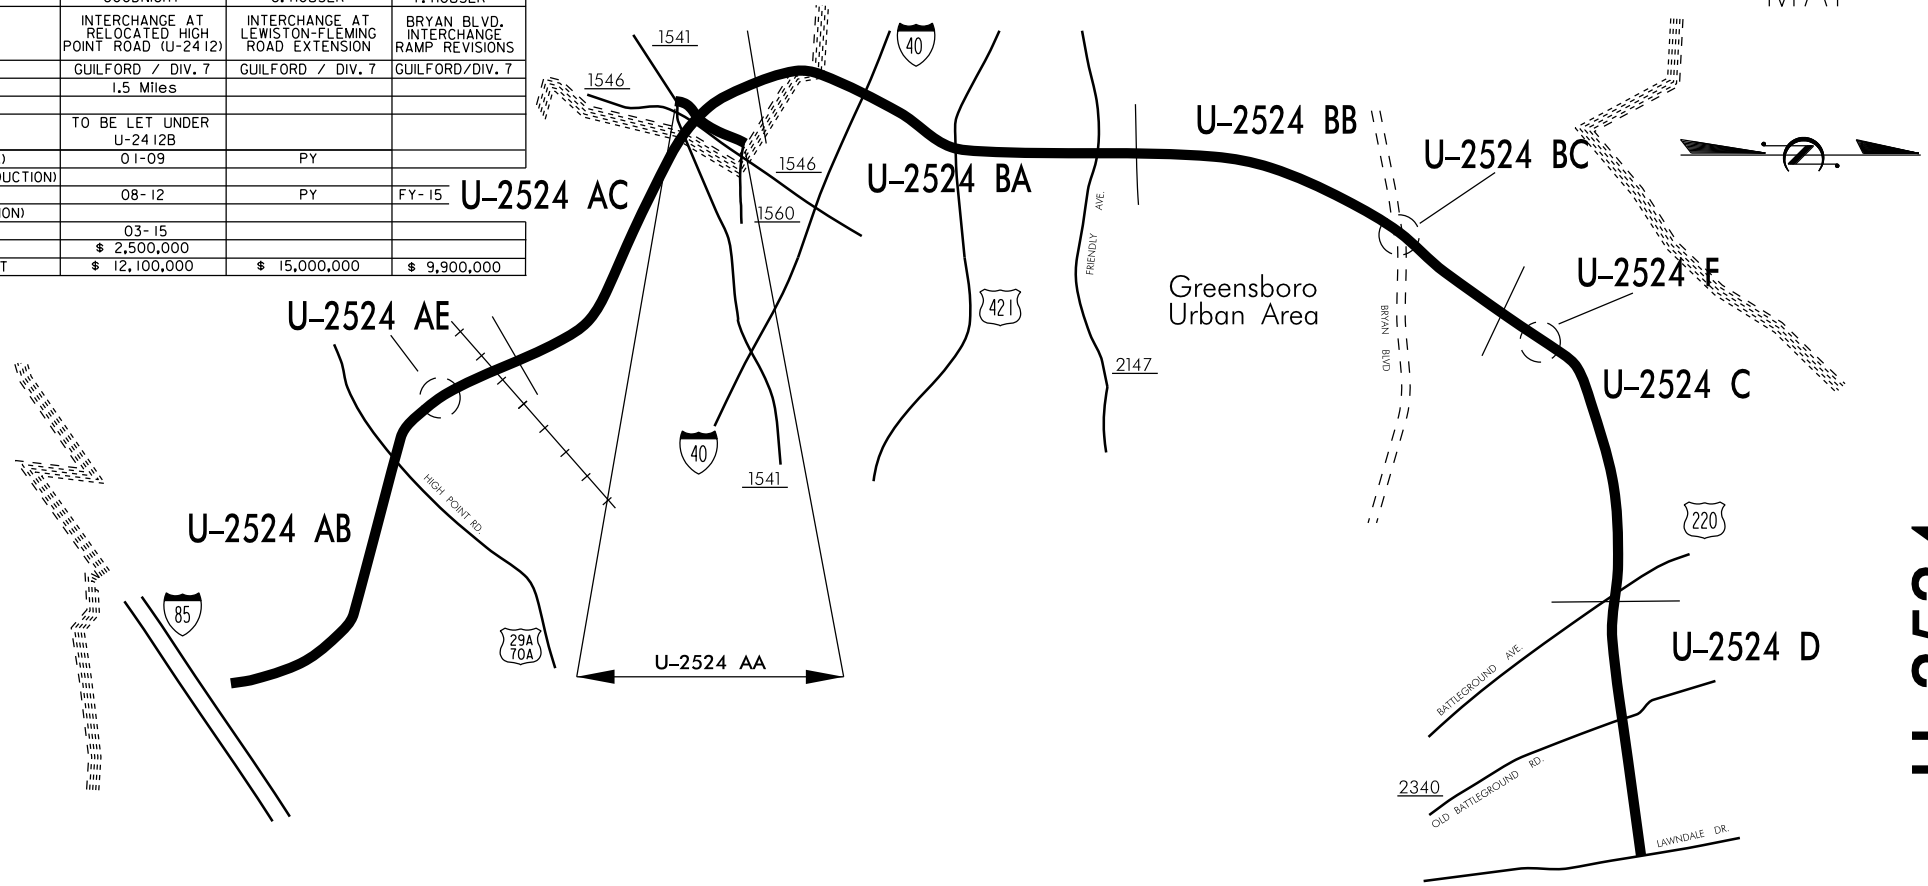 INTERCHANGE AT
RELOCATED HIGH
POINT ROAD (U-2412)
INTERCHANGE AT
LEWISTON-FLEMING
ROAD EXTENSION
BRYAN BLVD.
INTERCHANGE
RAMP REVISIONS
GUILFORD / DIV. 7
GUILFORD / DIV. 7
GUILFORD/DIV. 7
1.5 Miles
TO BE LET UNDER
U-2412B
01-09
PY
UCTION)
08-12
PY
FY-15
ION)
03-15
$ 2,500,000
T
$ 12,100,000
$ 15,000,000
$ 9,900,000
1541
40
1546
U-2524 BB
U-2524 BC
1546
U-2524 BA
U-2524 AC
1560
FRIENDLY AVE.
U-2524 F
Greensboro
Urban Area
421
U-2524 AE
BRYAN BLVD
2147
U-2524 C
40
1541
HIGH POINT RD.
U-2524 AB
220
85
29A
70A
U-2524 AA
U-2524 D
BATTLEGROUND AVE.
2340
OLD BATTLEGROUND RD.
LAWNDALE DR.